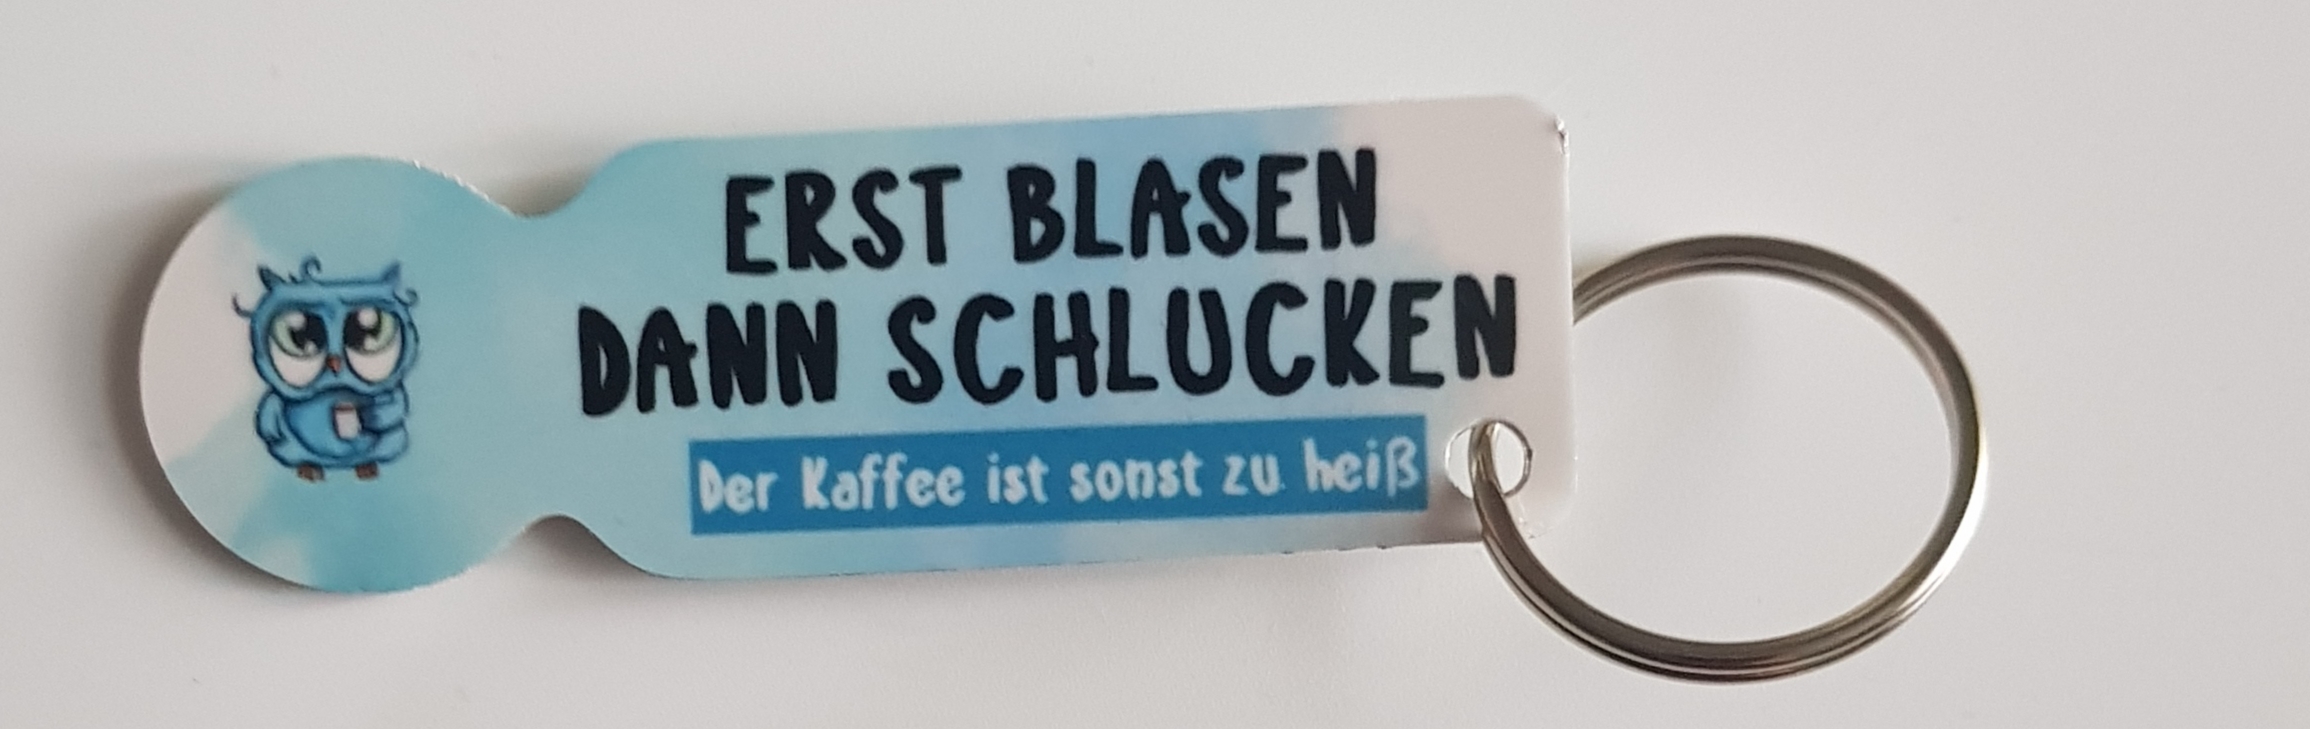 ERST BLASEN
DANN SCHLUCKEN
Der Kaffee ist sonst zu heiß